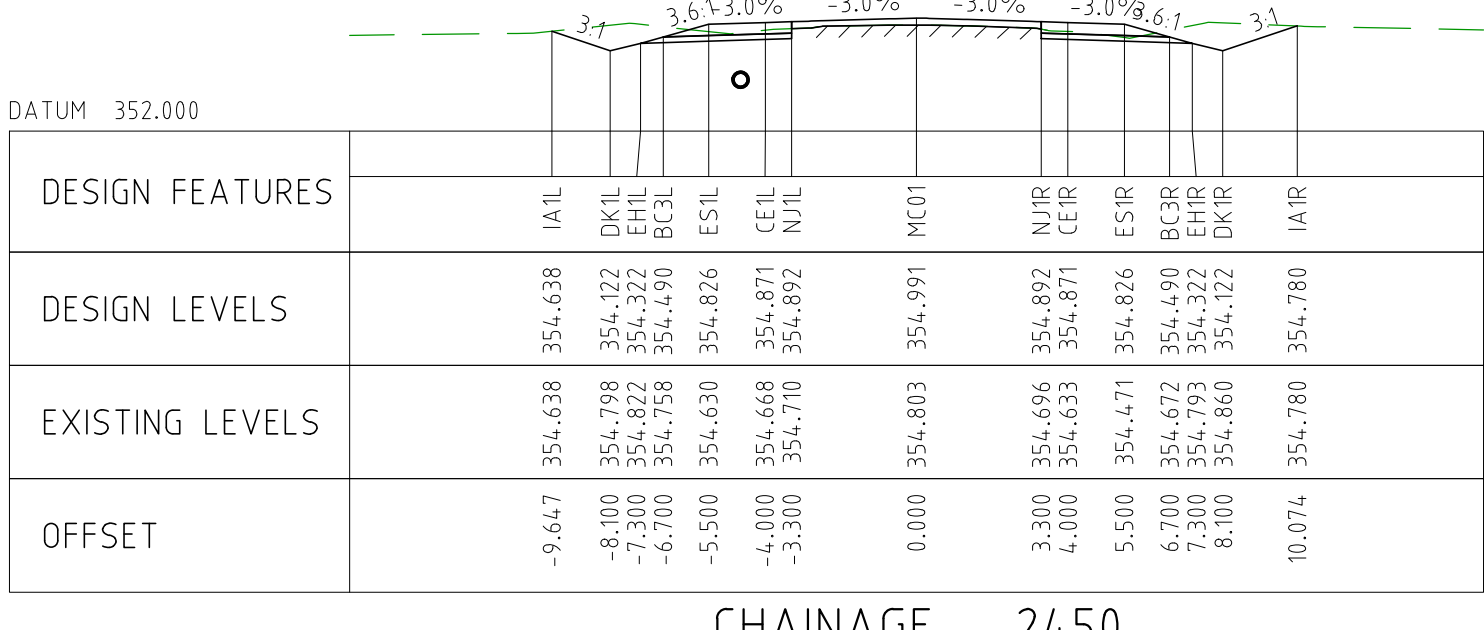 3:1 3.6:1 -3.0% -3.0% -3.0% -3.0% 3.6:1 3:1
DATUM 352.000
DESIGN FEATURES IA1L DK1L EH1L BC3L ES1L CE1L NJ1L MC01 NJ1R CE1R ES1R BC3R EH1R DK1R IA1R
DESIGN LEVELS 354.638 354.122 354.322 354.490 354.826 354.871 354.892 354.991 354.892 354.871 354.826 354.490 354.322 354.122 354.780
EXISTING LEVELS 354.638 354.798 354.822 354.758 354.630 354.668 354.710 354.803 354.696 354.633 354.471 354.672 354.793 354.860 354.780
OFFSET -9.647 -8.100 -7.300 -6.700 -5.500 -4.000 -3.300 0.000 3.300 4.000 5.500 6.700 7.300 8.100 10.074
CHAINAGE 2450